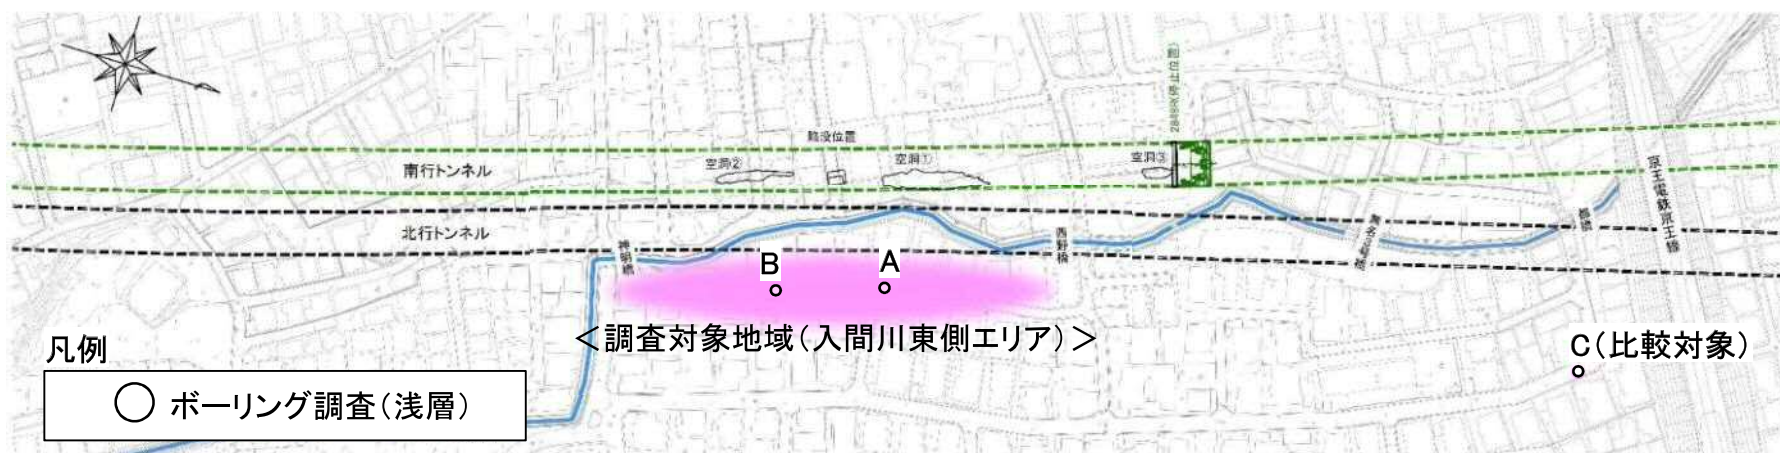 陥没位置
空洞②
空洞①
空洞③
南行トンネル
北行トンネル
神明橋
西野橋
京王電鉄京王線
B
A
<調査対象地域(入間川東側エリア)>
C(比較対象)
凡例
ボーリング調査(浅層)